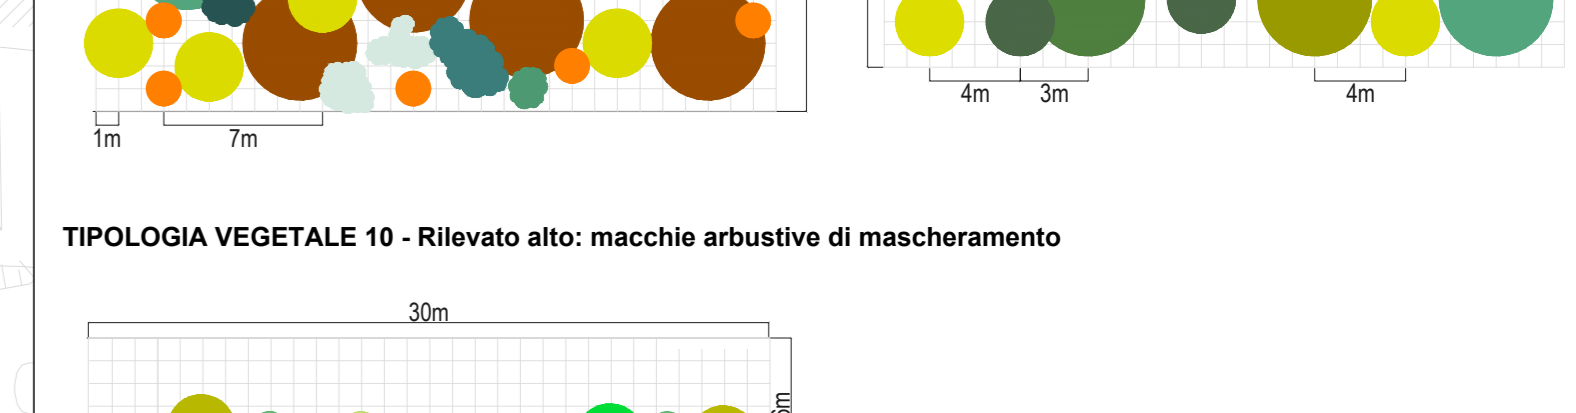 4m 3m 4m
1m 7m
TIPOLOGIA VEGETALE 10 - Rilevato alto: macchie arbustive di mascheramento
30m